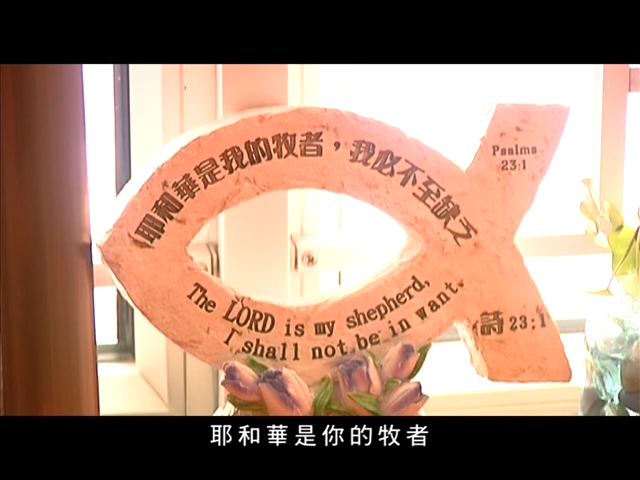 耶和華是我的牧者，我必不至缺乏
Psalms
23:1
The LORD is my shepherd,
I shall not be in want.
詩 23:1
耶和華是你的牧者